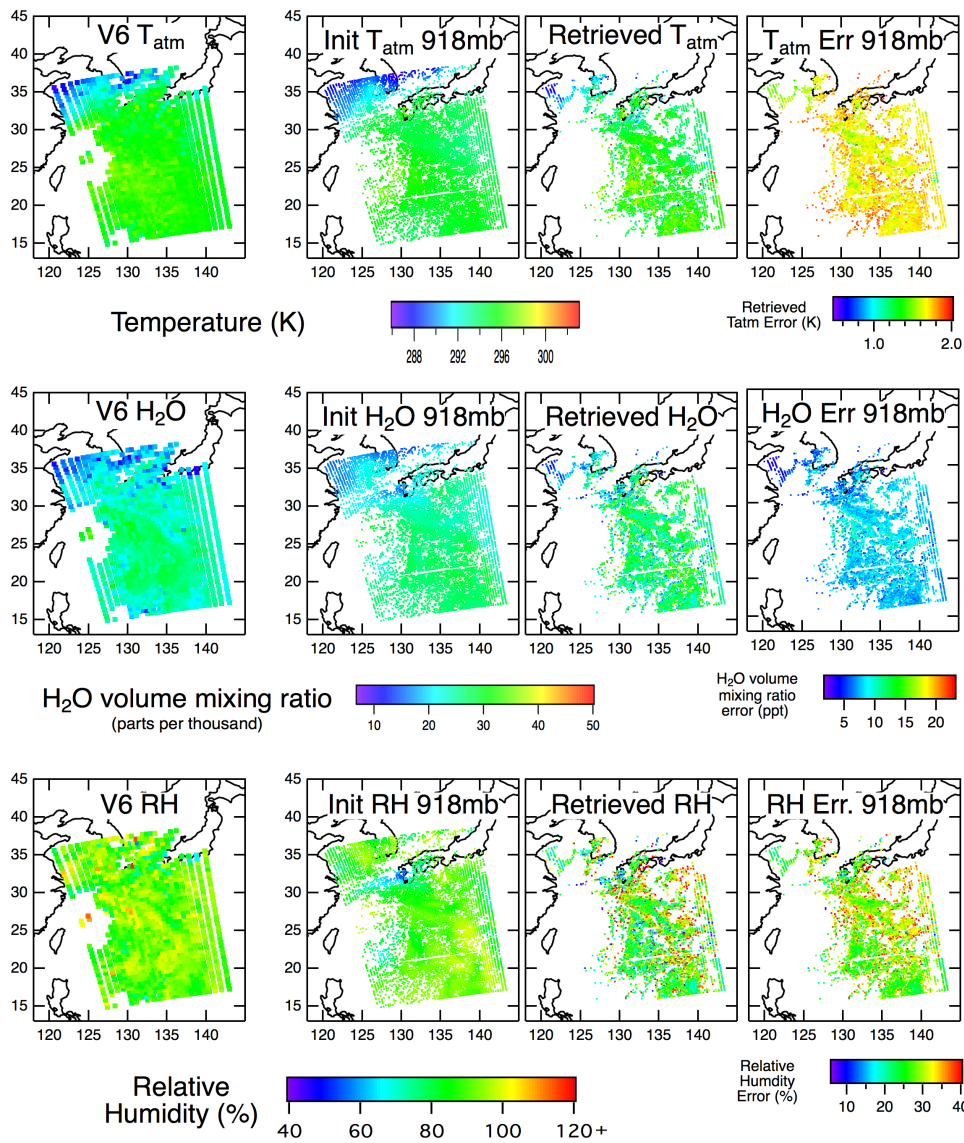 V6 Tatm
Init Tatm 918mb
Retrieved Tatm
Tatm Err 918mb
45
40
35
30
25
20
15
120 125 130 135 140
120 125 130 135 140
120 125 130 135 140
120 125 130 135 140
Temperature (K)
288 292 296 300
Retrieved
Tatm Error (K)
1.0 2.0
V6 H2O
Init H2O 918mb
Retrieved H2O
H2O Err 918mb
45
40
35
30
25
20
15
120 125 130 135 140
120 125 130 135 140
120 125 130 135 140
120 125 130 135 140
H2O volume mixing ratio
(parts per thousand)
10 20 30 40 50
H2O volume
mixing ratio
error (ppt)
5 10 15 20
V6 RH
Init RH 918mb
Retrieved RH
RH Err. 918mb
45
40
35
30
25
20
15
120 125 130 135 140
120 125 130 135 140
120 125 130 135 140
120 125 130 135 140
Relative
Humidity (%)
40 60 80 100 120+
Relative
Humdity
Error (%)
10 20 30 40